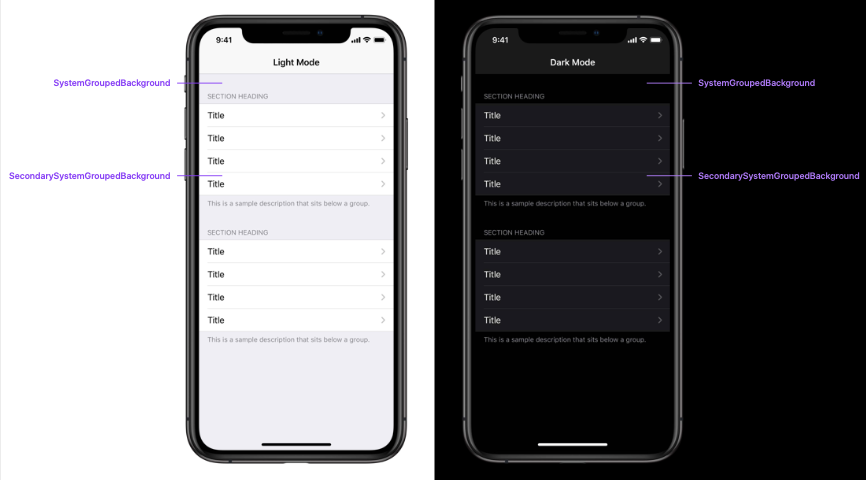 9:41
Light Mode
SystemGroupedBackground
SECTION HEADING
Title
Title
Title
SecondarySystemGroupedBackground
Title
This is a sample description that sits below a group.
SECTION HEADING
Title
Title
Title
Title
This is a sample description that sits below a group.
9:41
Dark Mode
SystemGroupedBackground
SECTION HEADING
Title
Title
Title
SecondarySystemGroupedBackground
Title
This is a sample description that sits below a group.
SECTION HEADING
Title
Title
Title
Title
This is a sample description that sits below a group.